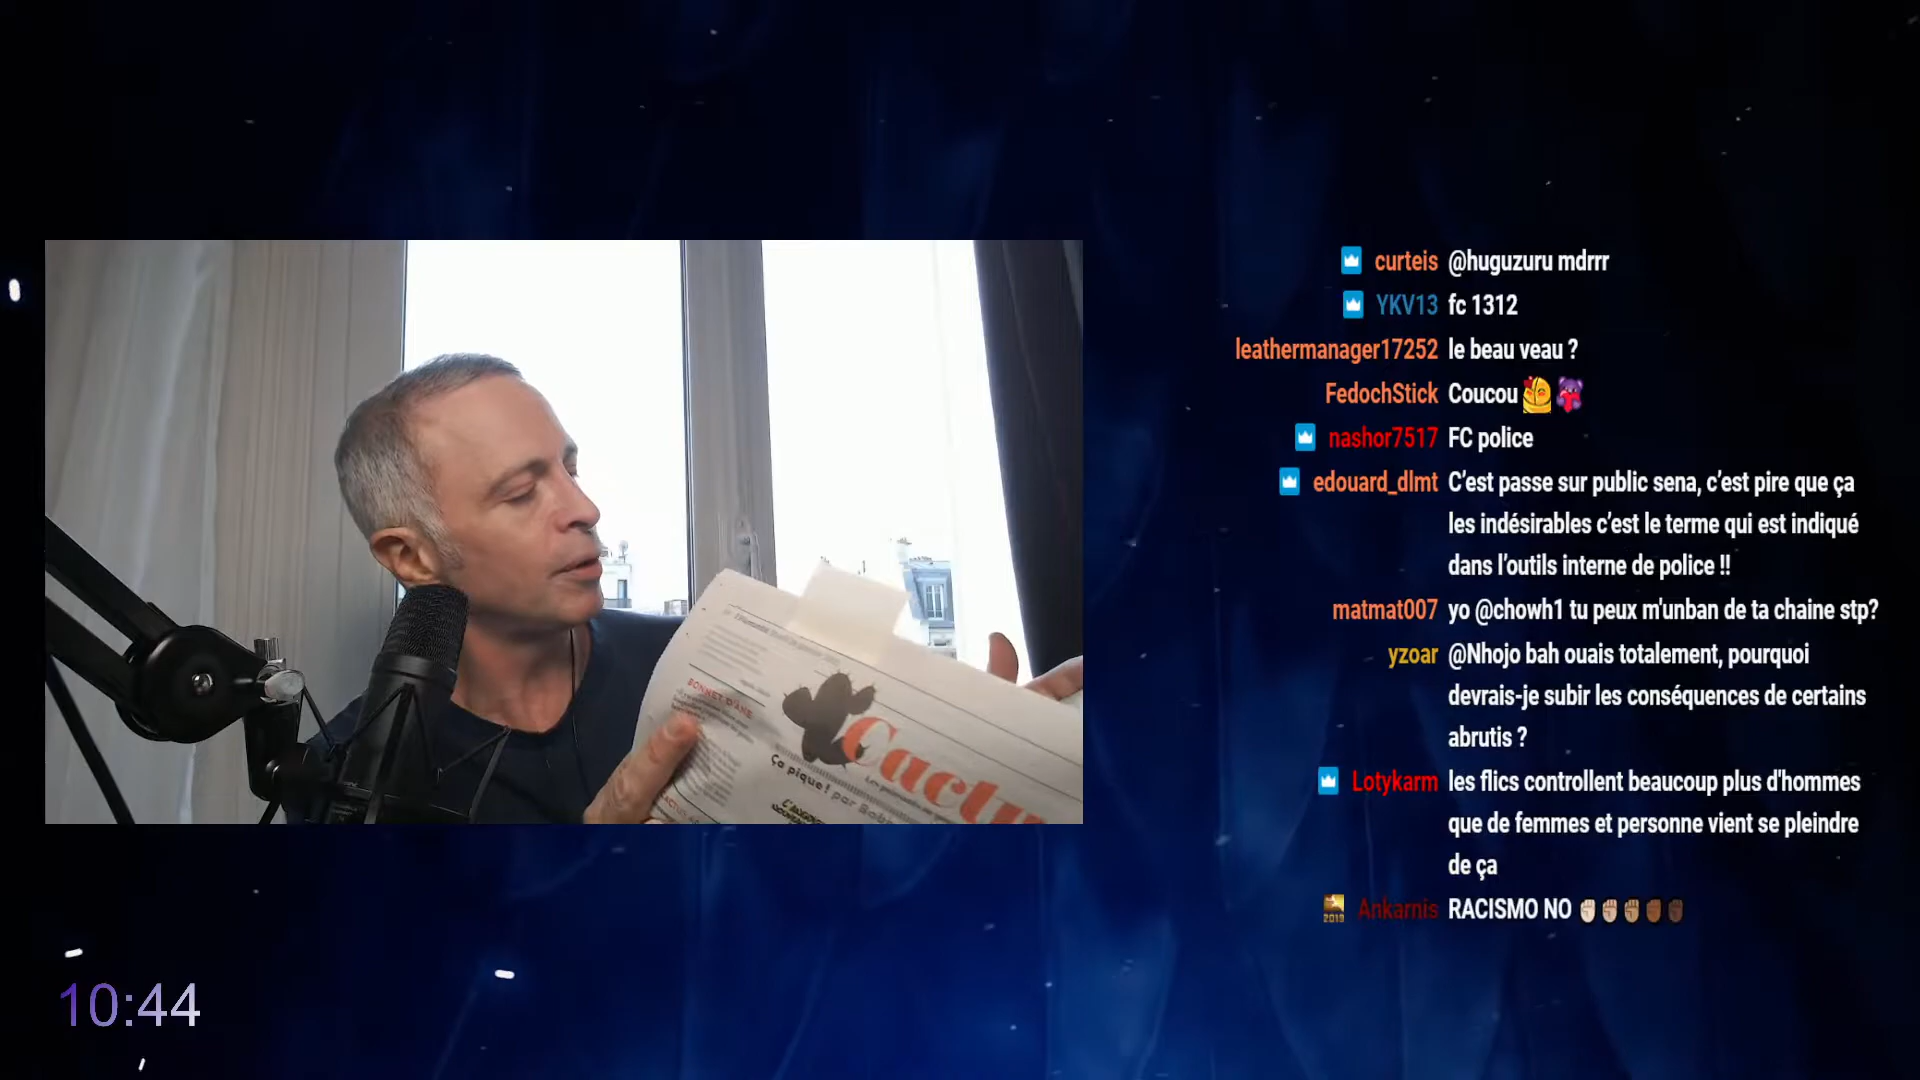 l'Humanité
BONNET D'ÂNE
Cactu
Ça pique! par
curteis @huguzuru mdrrr
YKV13 fc 1312
leathermanager17252 le beau veau ?
FedochStick Coucou
nashor7517 FC police
edouard_dlmt C'est passe sur public sena, c'est pire que ça
les indésirables c'est le terme qui est indiqué
dans l'outils interne de police !!
matmat007 yo @chowh1 tu peux m'unban de ta chaine stp?
yzoar @Nhojo bah ouais totalement, pourquoi
devrais-je subir les conséquences de certains
abrutis ?
Lotykarm les flics controllent beaucoup plus d'hommes
que de femmes et personne vient se pleindre
de ça
2019 Ankarnis RACISMO NO ✊🏻✊🏼✊🏽✊🏾✊🏿
10:44